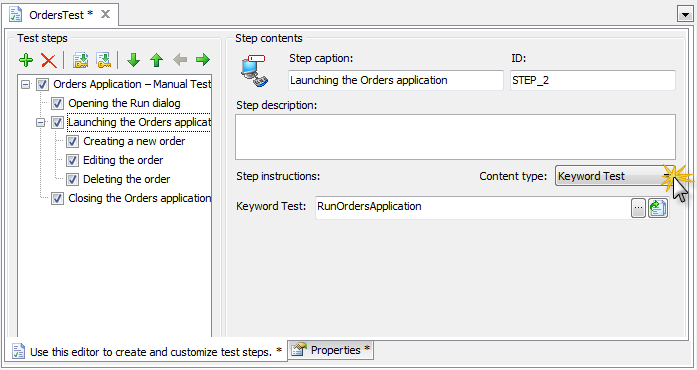 OrdersTest *
Test steps
Orders Application – Manual Test
Opening the Run dialog
Launching the Orders applicat
Creating a new order
Editing the order
Deleting the order
Closing the Orders application
Step contents
Step caption:
ID:
Launching the Orders application
STEP_2
Step description:
Step instructions:
Content type:
Keyword Test
Keyword Test:
RunOrdersApplication
...
Use this editor to create and customize test steps. *
Properties *